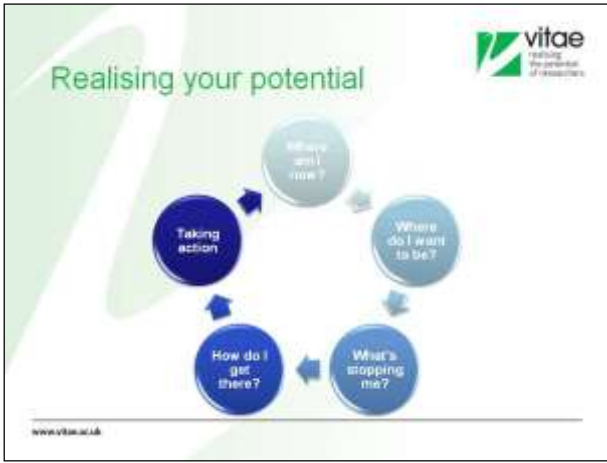 vitae
realising
the potential
of researchers
Realising your potential
Where
am I
now?
Where
do I want
to be?
What's
stopping
me?
How do I
get
there?
Taking
action
www.vitae.ac.uk